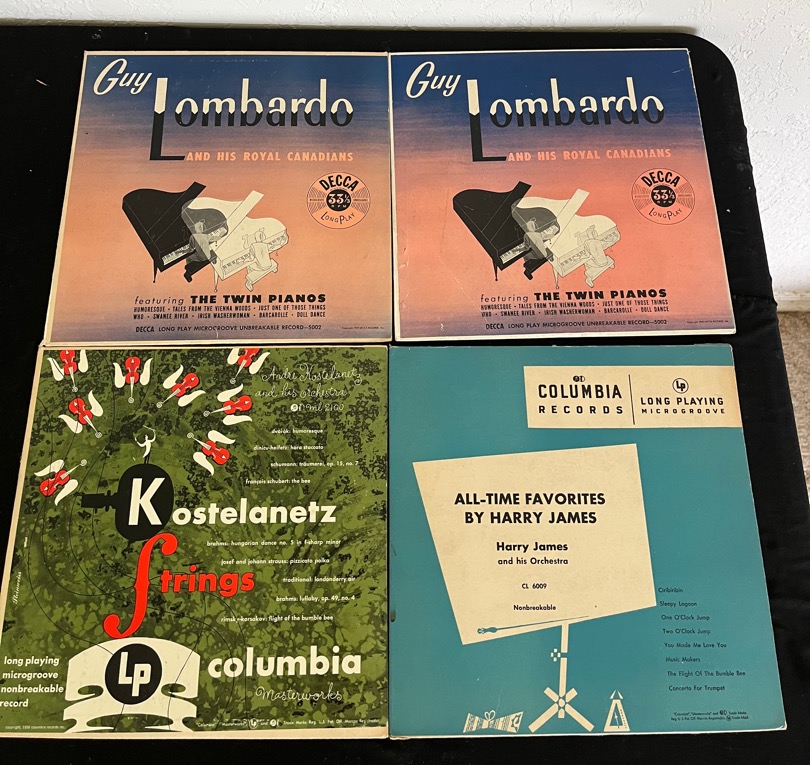 Guy
Lombardo
AND HIS ROYAL CANADIANS
DECCA
33⅓
RPM
LONG PLAY
featuring THE TWIN PIANOS
HUMORESQUE • TALES FROM THE VIENNA WOODS • JUST ONE OF THOSE THINGS
WHO • SWANEE RIVER • IRISH WASHERWOMAN • BARCAROLLE • DOLL DANCE
DECCA LONG PLAY MICROGROOVE UNBREAKABLE RECORD—5002
Guy
Lombardo
AND HIS ROYAL CANADIANS
DECCA
33⅓
RPM
LONG PLAY
featuring THE TWIN PIANOS
HUMORESQUE • TALES FROM THE VIENNA WOODS • JUST ONE OF THOSE THINGS
WHO • SWANEE RIVER • IRISH WASHERWOMAN • BARCAROLLE • DOLL DANCE
DECCA LONG PLAY MICROGROOVE UNBREAKABLE RECORD—5002
André Kostelanetz
and his orchestra
ml 2100
dvořák: humoresque
dinicu-heifetz: hora staccato
schumann: träumerei, op. 15, no. 7
françois schubert: the bee
Kostelanetz
brahms: hungarian dance no. 5 in f-sharp minor
josef and johann strauss: pizzicato polka
Strings
traditional: londonderry air
brahms: lullaby, op. 49, no. 4
rimsky-korsakov: flight of the bumble bee
Lp
columbia
Masterworks
long playing
microgroove
nonbreakable
record
COLUMBIA
RECORDS
Lp
LONG PLAYING
MICROGROOVE
ALL-TIME FAVORITES
BY HARRY JAMES
Harry James
and his Orchestra
CL 6009
Nonbreakable
Ciribiribin
Sleepy Lagoon
One O'Clock Jump
Two O'Clock Jump
You Made Me Love You
Music Makers
The Flight Of The Bumble Bee
Concerto For Trumpet